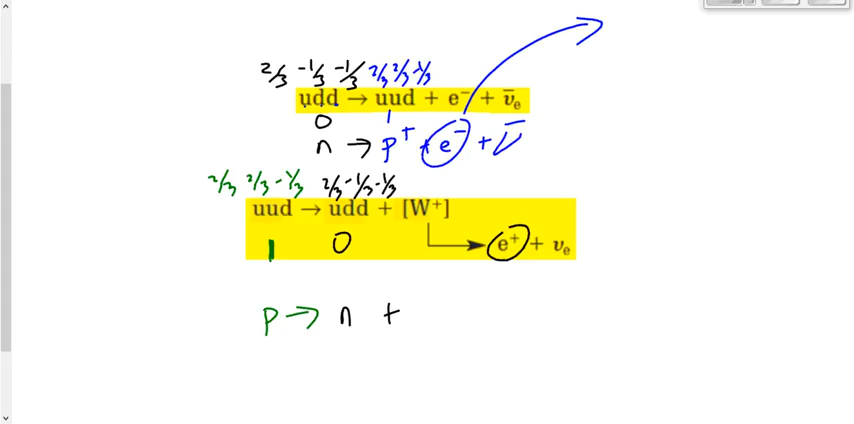 2/3 -1/3 -1/3 2/3 2/3 -1/3
udd → uud + e⁻ + ν̄ₑ
0 1
n → p⁺ + e⁻ + ν̄
2/3 2/3 -1/3 2/3 -1/3 -1/3
uud → udd + [W⁺]
1 0 e⁺ + νₑ
p → n +